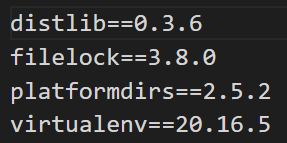 distlib==0.3.6
filelock==3.8.0
platformdirs==2.5.2
virtualenv==20.16.5